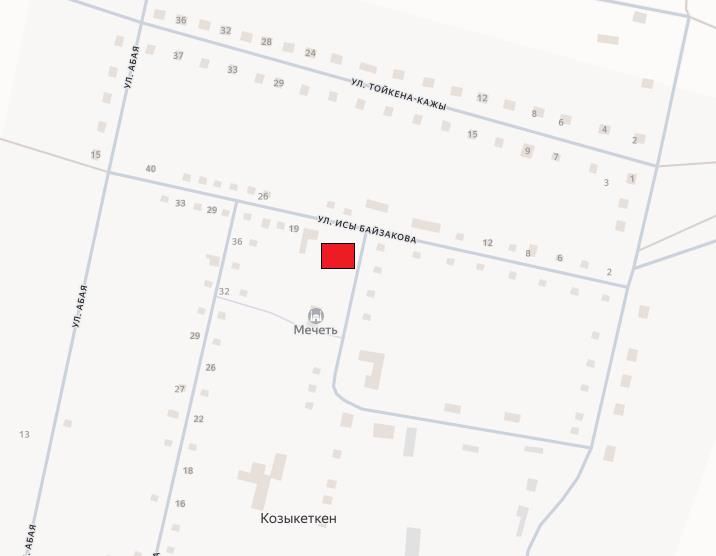 36 32 28 24
УЛ. АБАЯ 37 33 29
УЛ. ТОЙКЕНА-КАЖЫ 12 8 6 4 2
15 9 7 3 1
15 40 26
33 29 19 УЛ. ИСЫ БАЙЗАКОВА 12 8 6 2
36
32
УЛ. АБАЯ
Мечеть
29
26
27
22
13
18
16
Козыкеткен
. АБАЯ
А